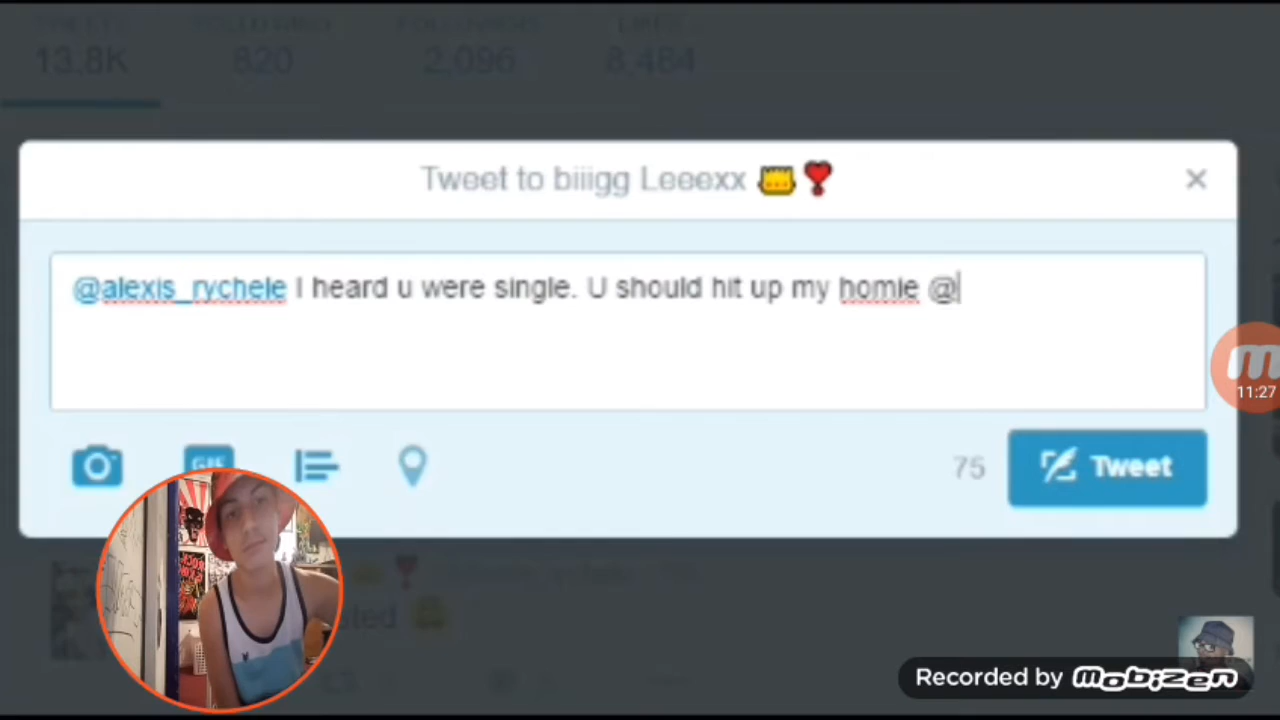 13.8K 820 2,096 8,484
Tweet to biiigg Leeexx
@alexis_rychele I heard u were single. U should hit up my homie @
GIF
75 Tweet
11:27
Recorded by mobizen